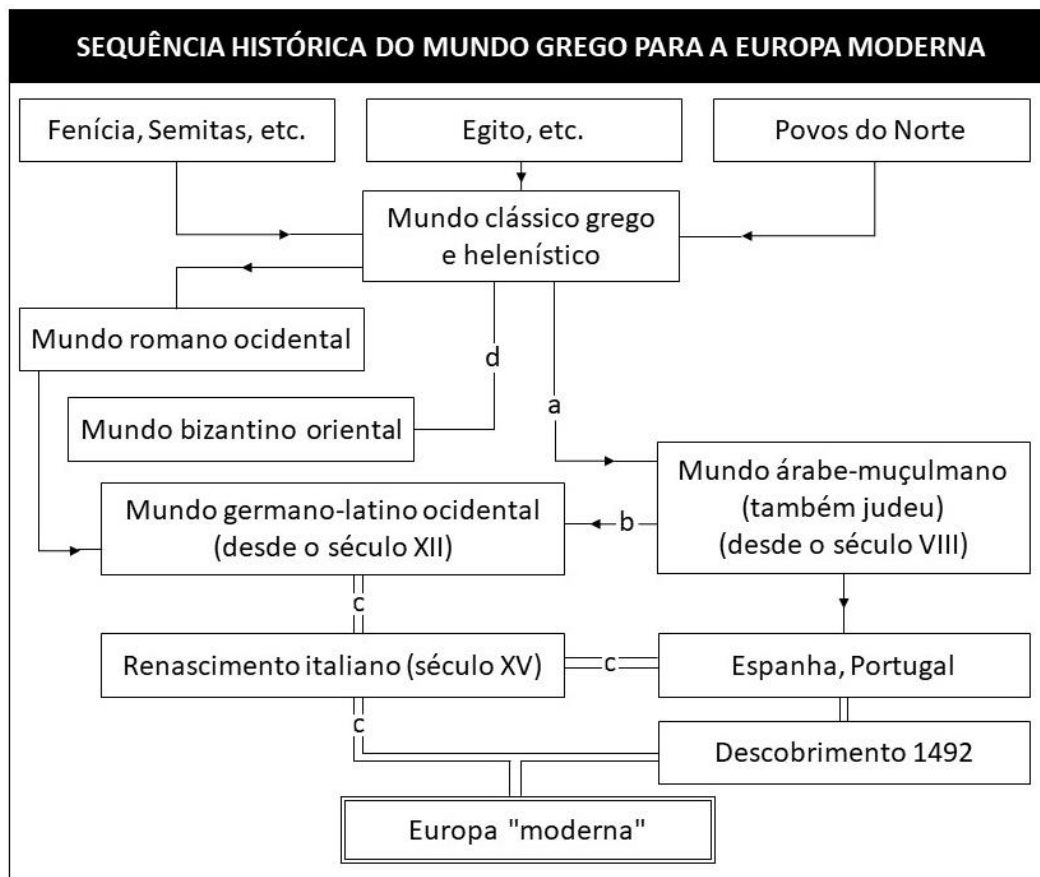 SEQUÊNCIA HISTÓRICA DO MUNDO GREGO PARA A EUROPA MODERNA
Fenícia, Semitas, etc.
Egito, etc.
Povos do Norte
Mundo clássico grego
e helenístico
Mundo romano ocidental
d
a
Mundo bizantino oriental
Mundo árabe-muçulmano
(também judeu)
(desde o século VIII)
Mundo germano-latino ocidental
(desde o século XII)
b
c
Renascimento italiano (século XV)
c
Espanha, Portugal
c
Descobrimento 1492
Europa "moderna"